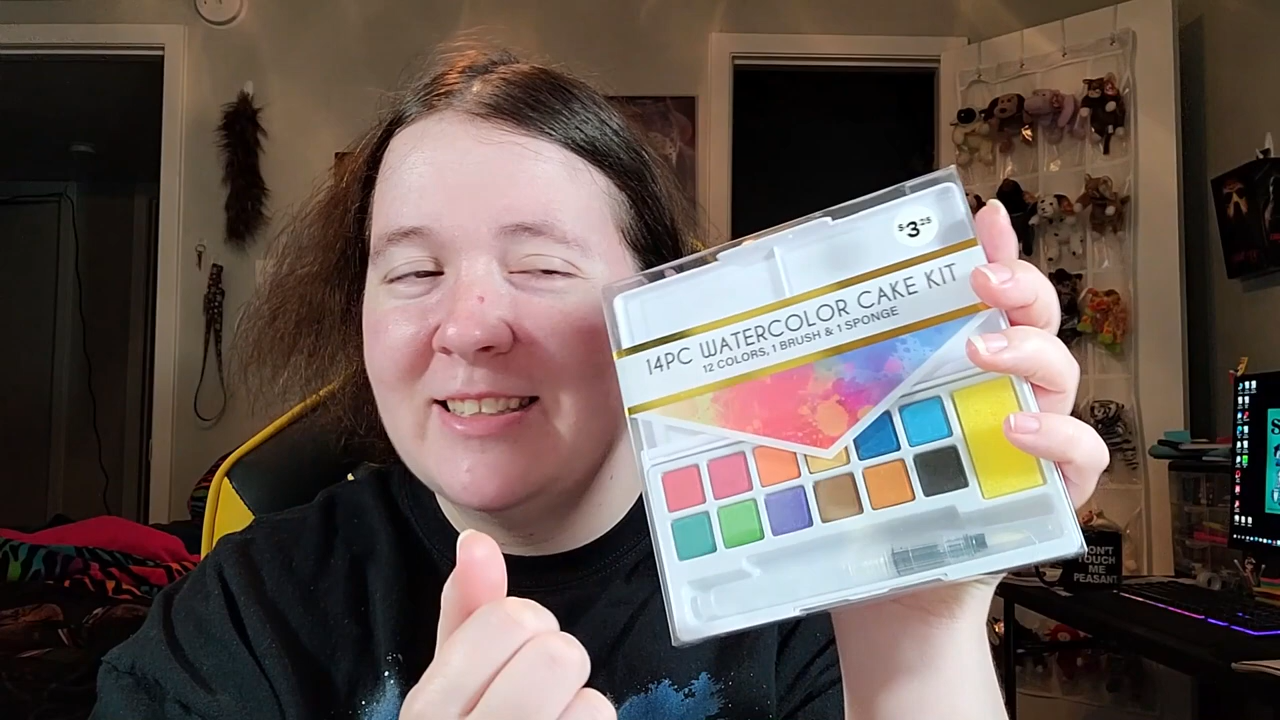 $3.25
14PC WATERCOLOR CAKE KIT
12 COLORS, 1 BRUSH & 1 SPONGE
DON'T
TOUCH
ME
PEASANT